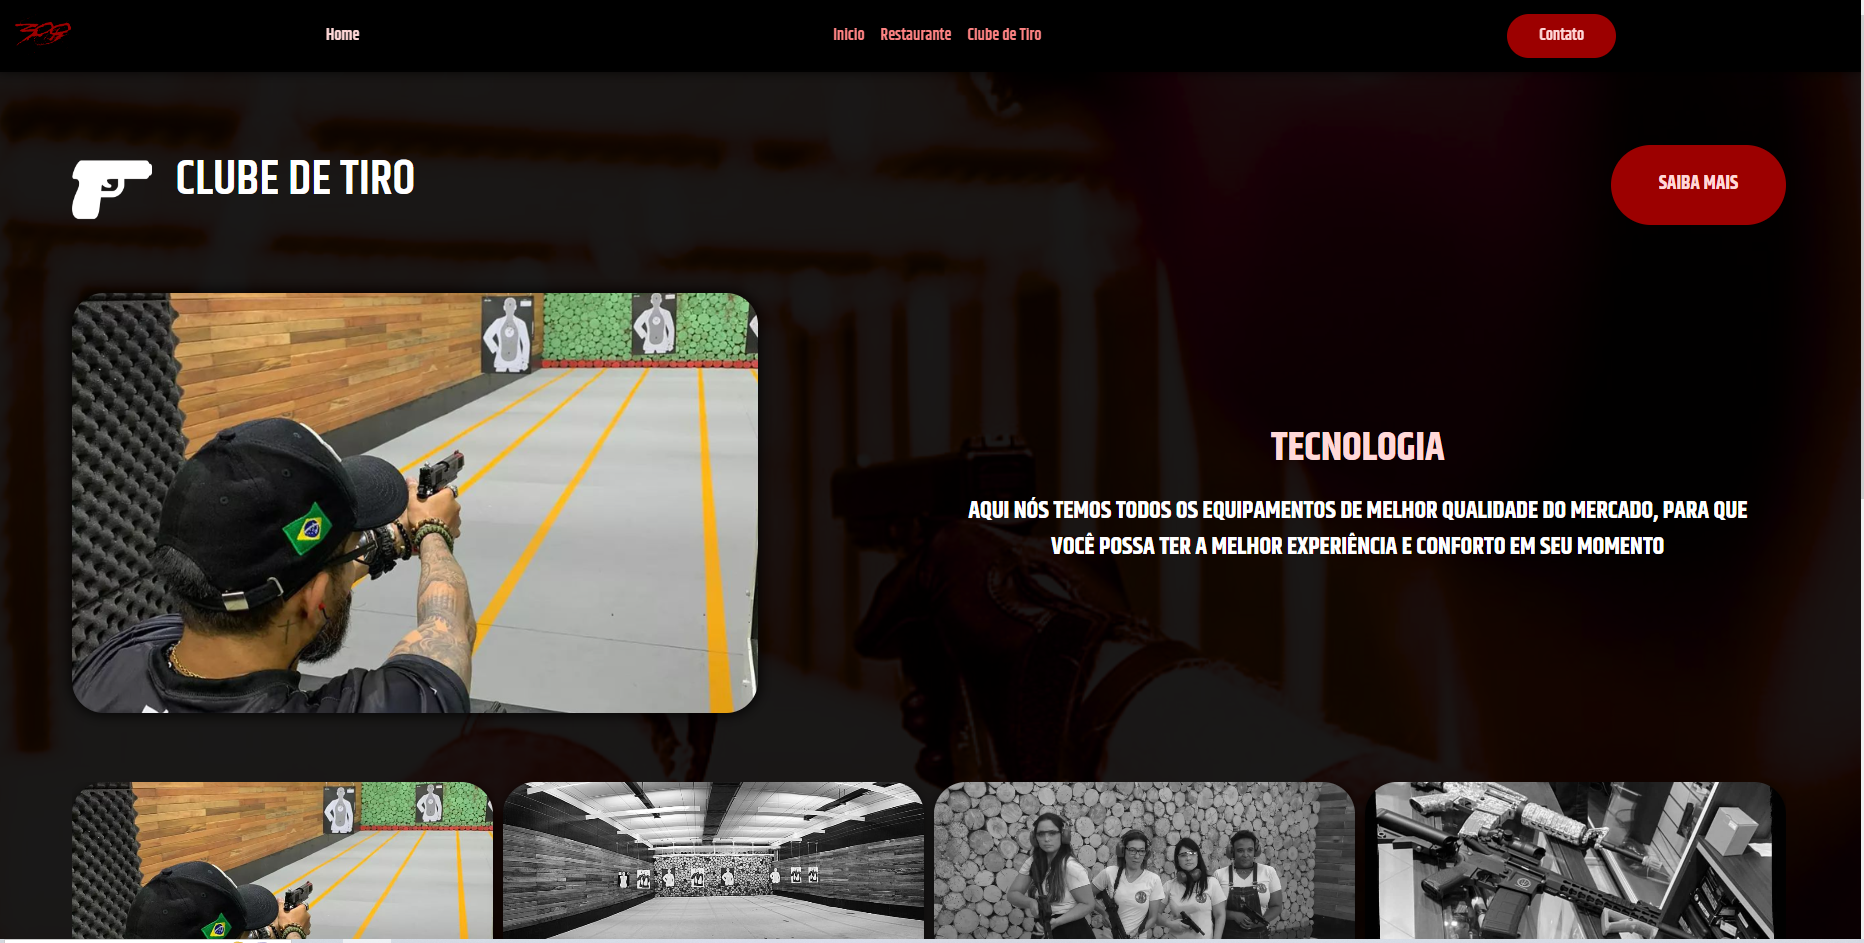 300
Home
Inicio Restaurante Clube de Tiro
Contato
CLUBE DE TIRO
SAIBA MAIS
TECNOLOGIA
AQUI NÓS TEMOS TODOS OS EQUIPAMENTOS DE MELHOR QUALIDADE DO MERCADO, PARA QUE
VOCÊ POSSA TER A MELHOR EXPERIÊNCIA E CONFORTO EM SEU MOMENTO